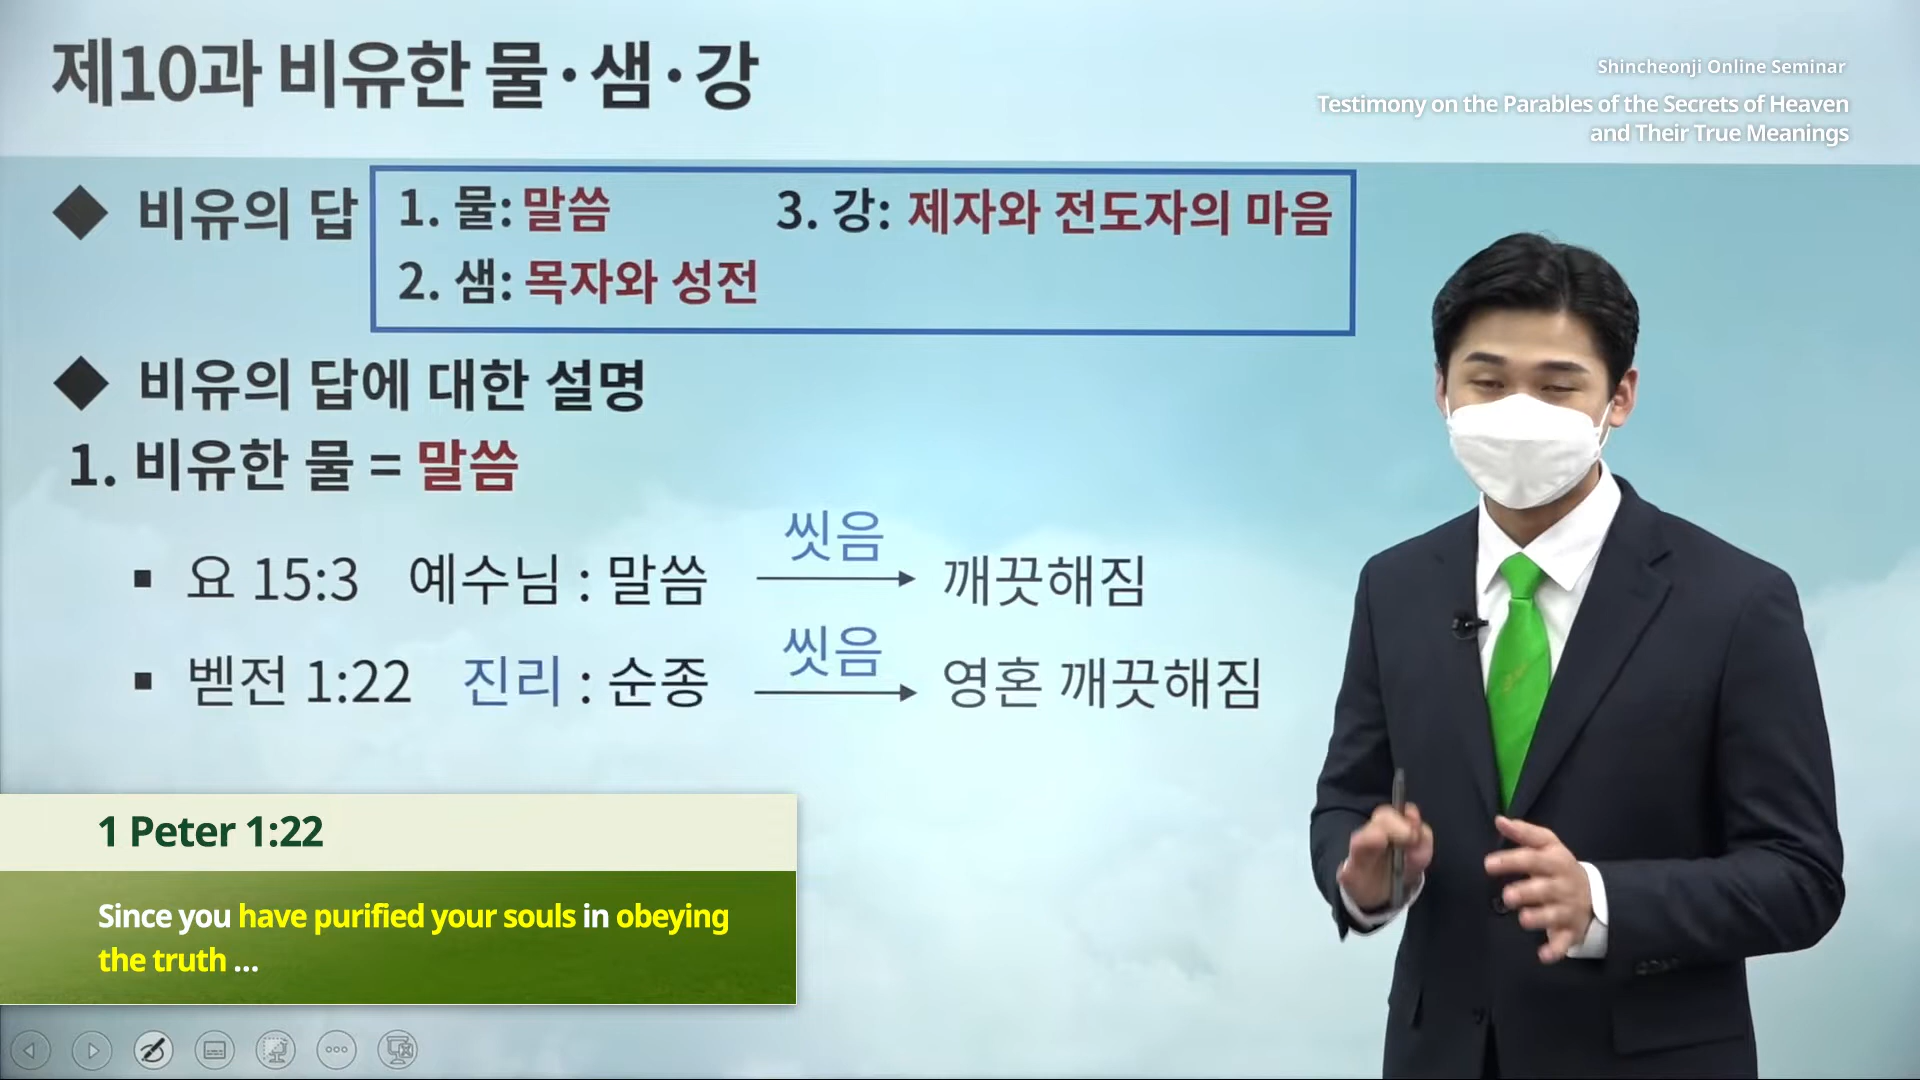 제10과 비유한 물·샘·강
Shincheonji Online Seminar
Testimony on the Parables of the Secrets of Heaven
and Their True Meanings
◆ 비유의 답
1. 물: 말씀
3. 강: 제자와 전도자의 마음
2. 샘: 목자와 성전
◆ 비유의 답에 대한 설명
1. 비유한 물 = 말씀
씻음
▪ 요 15:3 예수님 : 말씀 → 깨끗해짐
씻음
▪ 벧전 1:22 진리 : 순종 → 영혼 깨끗해짐
1 Peter 1:22
Since you have purified your souls in obeying
the truth ...